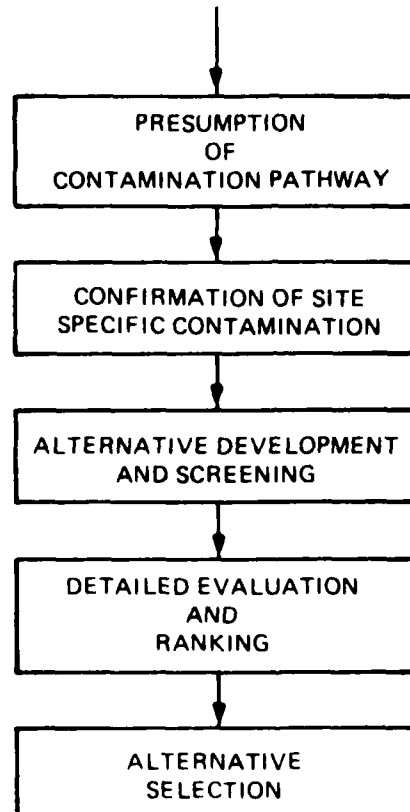 PRESUMPTION
OF
CONTAMINATION PATHWAY
CONFIRMATION OF SITE
SPECIFIC CONTAMINATION
ALTERNATIVE DEVELOPMENT
AND SCREENING
DETAILED EVALUATION
AND
RANKING
ALTERNATIVE
SELECTION